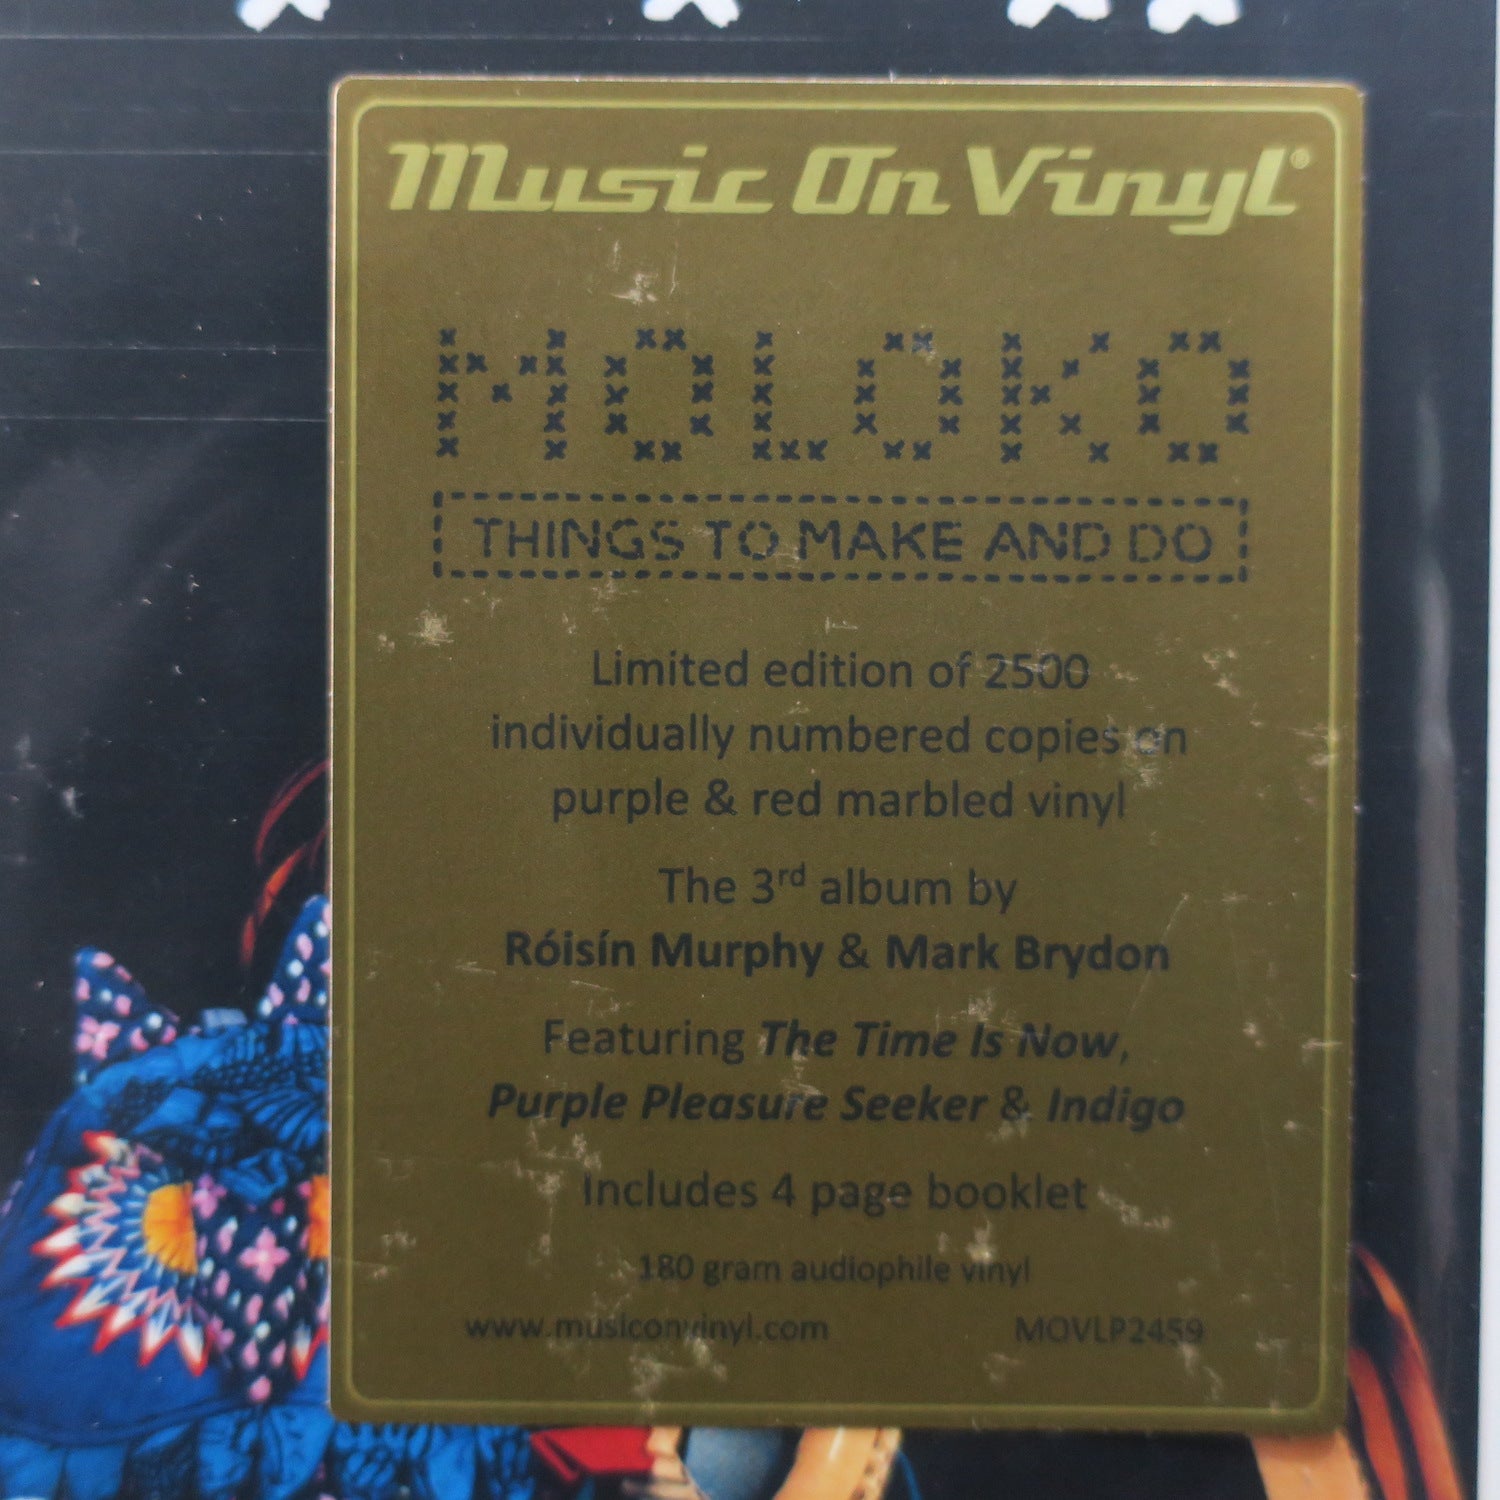 Music On Vinyl®
MOLOKO
THINGS TO MAKE AND DO
Limited edition of 2500
individually numbered copies on
purple & red marbled vinyl
The 3rd album by
Róisín Murphy & Mark Brydon
Featuring The Time Is Now,
Purple Pleasure Seeker & Indigo
Includes 4 page booklet
180 gram audiophile vinyl
www.musiconvinyl.com MOVLP2459